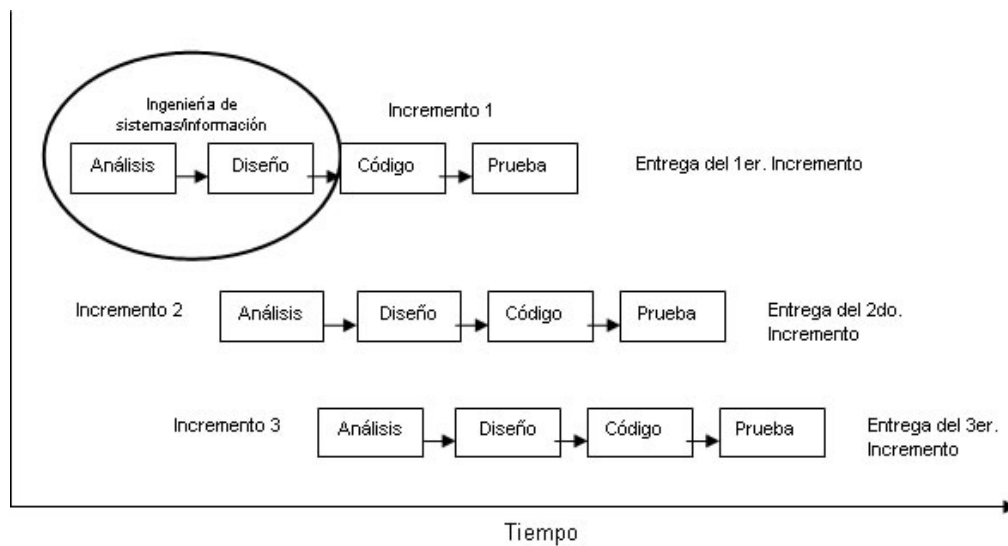 Ingeniería de
sistemas/información
Incremento 1
Análisis
Diseño
Código
Prueba
Entrega del 1er. Incremento
Incremento 2
Análisis
Diseño
Código
Prueba
Entrega del 2do.
Incremento
Incremento 3
Análisis
Diseño
Código
Prueba
Entrega del 3er.
Incremento
Tiempo